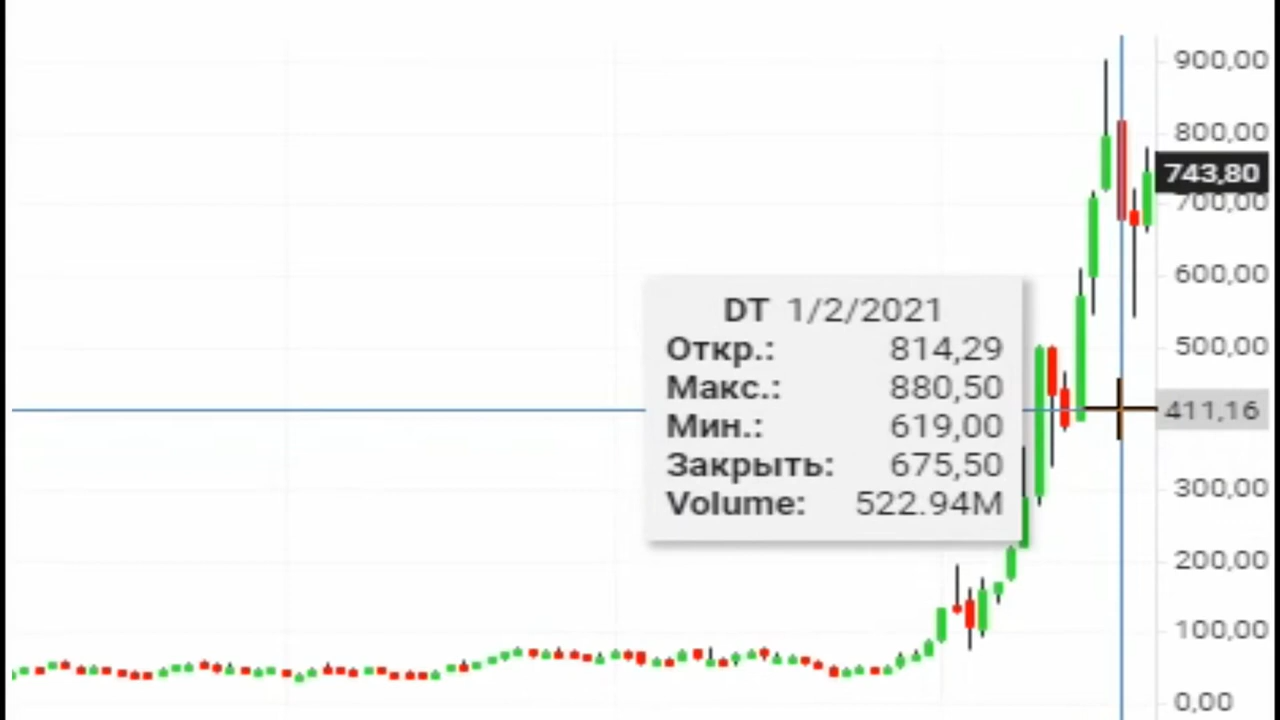 900,00
800,00
743,80
700,00
600,00
DT 1/2/2021
Откр.: 814,29
500,00
Макс.: 880,50
411,16
Мин.: 619,00
Закрыть: 675,50
300,00
Volume: 522.94M
200,00
100,00
0,00